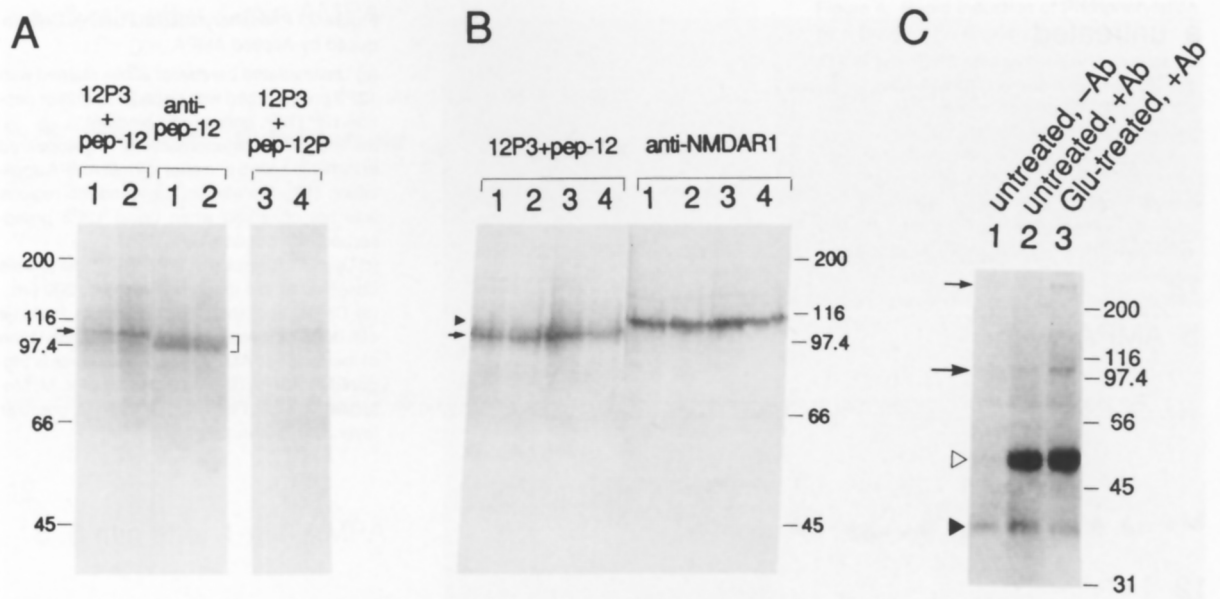 A
12P3
+
pep-12
anti-
pep-12
12P3
+
pep-12P
1 2 1 2 3 4
200
116
97.4
66
45
B
12P3+pep-12
anti-NMDAR1
1 2 3 4 1 2 3 4
200
116
97.4
66
45
C
untreated, –Ab
untreated, +Ab
Glu-treated, +Ab
1 2 3
200
116
97.4
56
45
31